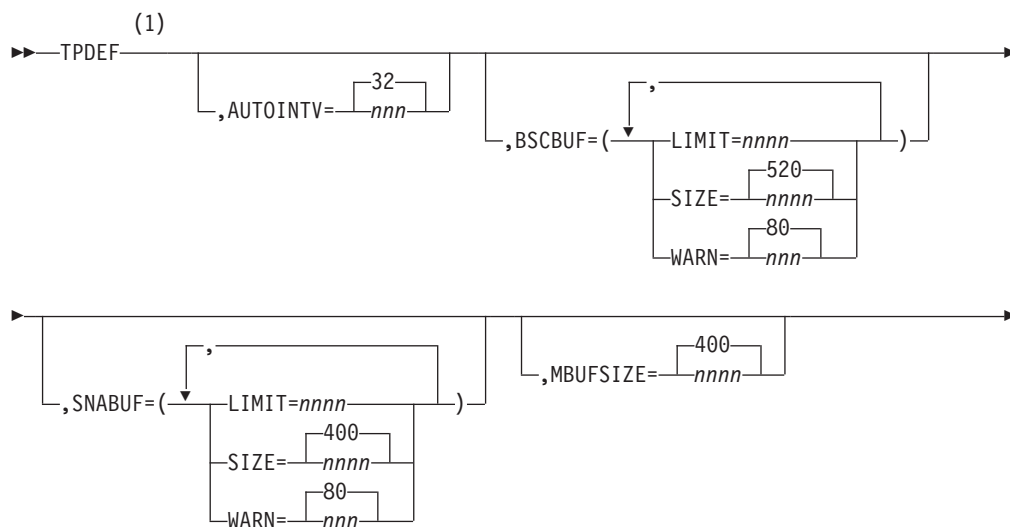 (1)
TPDEF
,AUTOINTV=
32
nnn
,BSCBUF=(
,
LIMIT=nnnn
)
SIZE=
520
nnnn
WARN=
80
nnn
,SNABUF=(
,
LIMIT=nnnn
)
SIZE=
400
nnnn
WARN=
80
nnn
,MBUFSIZE=
400
nnnn